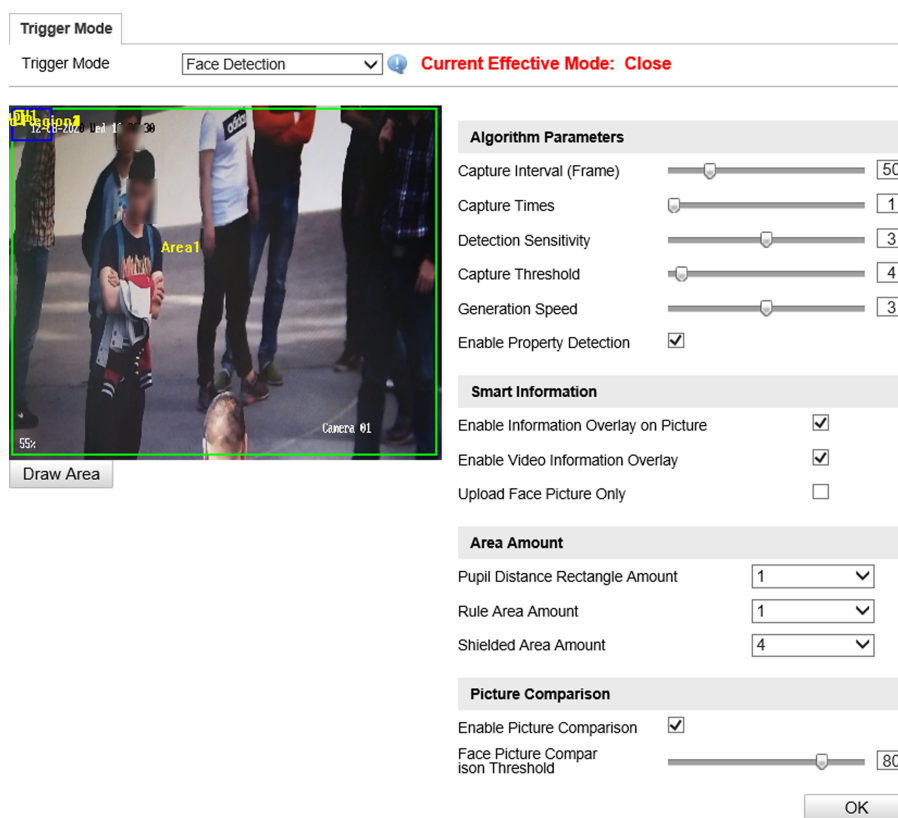 Trigger Mode
Trigger Mode Face Detection Current Effective Mode: Close
Algorithm Parameters
Capture Interval (Frame) 50
Capture Times 1
Detection Sensitivity 3
Capture Threshold 4
Generation Speed 3
Enable Property Detection
adidas
Area1
Camera 01
55%
Draw Area
Smart Information
Enable Information Overlay on Picture
Enable Video Information Overlay
Upload Face Picture Only
Area Amount
Pupil Distance Rectangle Amount 1
Rule Area Amount 1
Shielded Area Amount 4
Picture Comparison
Enable Picture Comparison
Face Picture Compar
ison Threshold 80
OK